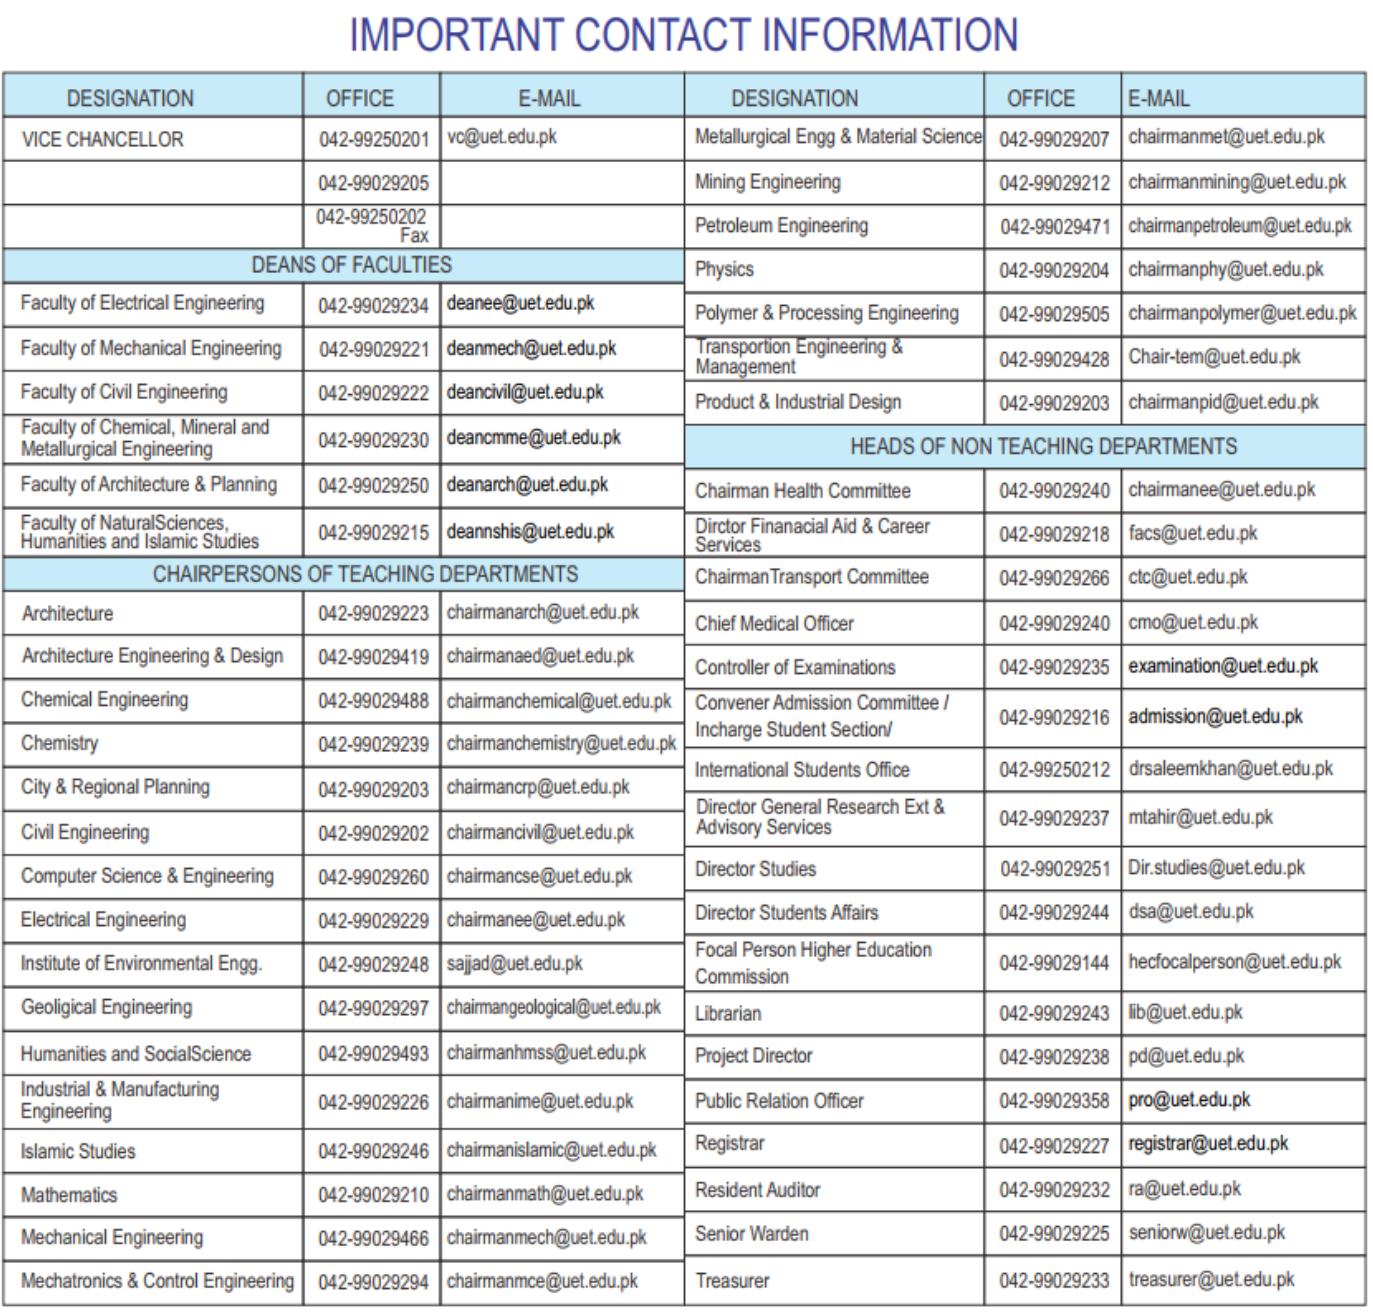 IMPORTANT CONTACT INFORMATION
DESIGNATION OFFICE E-MAIL
VICE CHANCELLOR 042-99250201 vc@uet.edu.pk
042-99029205
042-99250202
Fax
DEANS OF FACULTIES
Faculty of Electrical Engineering 042-99029234 deanee@uet.edu.pk
Faculty of Mechanical Engineering 042-99029221 deanmech@uet.edu.pk
Faculty of Civil Engineering 042-99029222 deancivil@uet.edu.pk
Faculty of Chemical, Mineral and
Metallurgical Engineering 042-99029230 deancmme@uet.edu.pk
Faculty of Architecture & Planning 042-99029250 deanarch@uet.edu.pk
Faculty of NaturalSciences,
Humanities and Islamic Studies 042-99029215 deannshis@uet.edu.pk
CHAIRPERSONS OF TEACHING DEPARTMENTS
Architecture 042-99029223 chairmanarch@uet.edu.pk
Architecture Engineering & Design 042-99029419 chairmanaed@uet.edu.pk
Chemical Engineering 042-99029488 chairmanchemical@uet.edu.pk
Chemistry 042-99029239 chairmanchemistry@uet.edu.pk
City & Regional Planning 042-99029203 chairmancrp@uet.edu.pk
Civil Engineering 042-99029202 chairmancivil@uet.edu.pk
Computer Science & Engineering 042-99029260 chairmancse@uet.edu.pk
Electrical Engineering 042-99029229 chairmanee@uet.edu.pk
Institute of Environmental Engg. 042-99029248 sajjad@uet.edu.pk
Geoligical Engineering 042-99029297 chairmangeological@uet.edu.pk
Humanities and SocialScience 042-99029493 chairmanhmss@uet.edu.pk
Industrial & Manufacturing
Engineering 042-99029226 chairmanime@uet.edu.pk
Islamic Studies 042-99029246 chairmanislamic@uet.edu.pk
Mathematics 042-99029210 chairmanmath@uet.edu.pk
Mechanical Engineering 042-99029466 chairmanmech@uet.edu.pk
Mechatronics & Control Engineering 042-99029294 chairmanmce@uet.edu.pk
DESIGNATION OFFICE E-MAIL
Metallurgical Engg & Material Science 042-99029207 chairmanmet@uet.edu.pk
Mining Engineering 042-99029212 chairmanmining@uet.edu.pk
Petroleum Engineering 042-99029471 chairmanpetroleum@uet.edu.pk
Physics 042-99029204 chairmanphy@uet.edu.pk
Polymer & Processing Engineering 042-99029505 chairmanpolymer@uet.edu.pk
Transportion Engineering &
Management 042-99029428 Chair-tem@uet.edu.pk
Product & Industrial Design 042-99029203 chairmanpid@uet.edu.pk
HEADS OF NON TEACHING DEPARTMENTS
Chairman Health Committee 042-99029240 chairmanee@uet.edu.pk
Dirctor Finanacial Aid & Career
Services 042-99029218 facs@uet.edu.pk
ChairmanTransport Committee 042-99029266 ctc@uet.edu.pk
Chief Medical Officer 042-99029240 cmo@uet.edu.pk
Controller of Examinations 042-99029235 examination@uet.edu.pk
Convener Admission Committee /
Incharge Student Section/ 042-99029216 admission@uet.edu.pk
International Students Office 042-99250212 drsaleemkhan@uet.edu.pk
Director General Research Ext &
Advisory Services 042-99029237 mtahir@uet.edu.pk
Director Studies 042-99029251 Dir.studies@uet.edu.pk
Director Students Affairs 042-99029244 dsa@uet.edu.pk
Focal Person Higher Education
Commission 042-99029144 hecfocalperson@uet.edu.pk
Librarian 042-99029243 lib@uet.edu.pk
Project Director 042-99029238 pd@uet.edu.pk
Public Relation Officer 042-99029358 pro@uet.edu.pk
Registrar 042-99029227 registrar@uet.edu.pk
Resident Auditor 042-99029232 ra@uet.edu.pk
Senior Warden 042-99029225 seniorw@uet.edu.pk
Treasurer 042-99029233 treasurer@uet.edu.pk